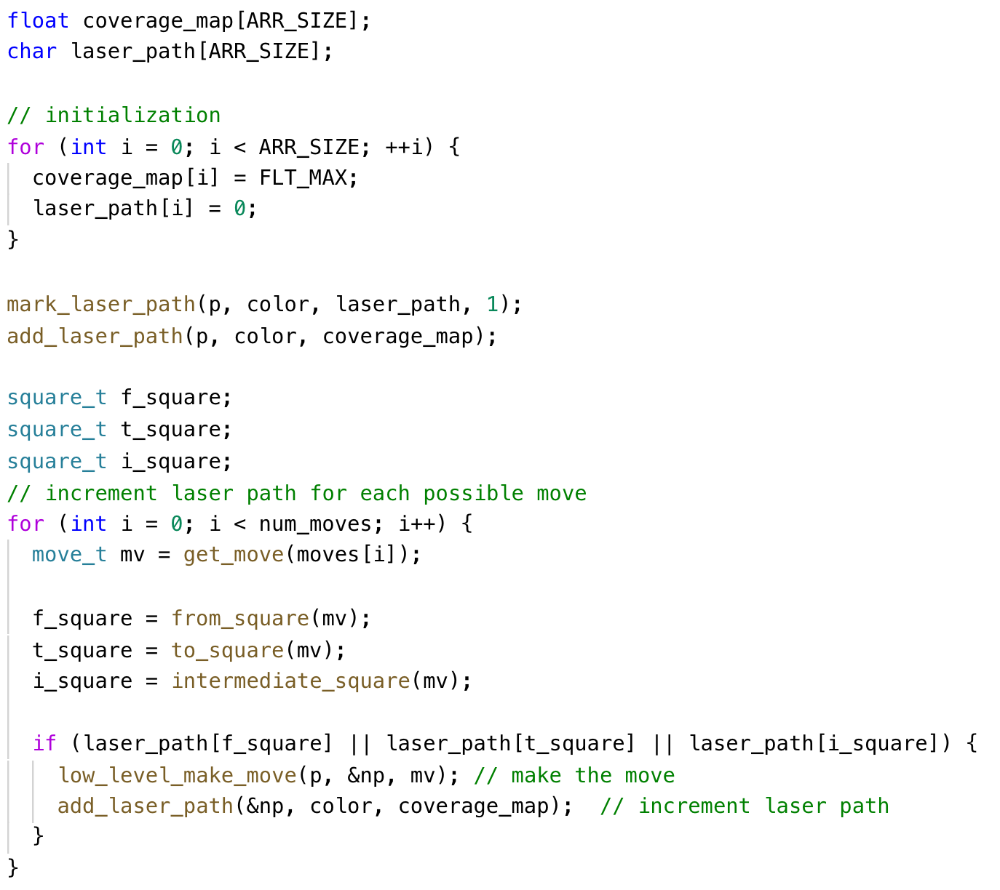 float coverage_map[ARR_SIZE];
char laser_path[ARR_SIZE];

// initialization
for (int i = 0; i < ARR_SIZE; ++i) {
  coverage_map[i] = FLT_MAX;
  laser_path[i] = 0;
}

mark_laser_path(p, color, laser_path, 1);
add_laser_path(p, color, coverage_map);

square_t f_square;
square_t t_square;
square_t i_square;
// increment laser path for each possible move
for (int i = 0; i < num_moves; i++) {
  move_t mv = get_move(moves[i]);

  f_square = from_square(mv);
  t_square = to_square(mv);
  i_square = intermediate_square(mv);

  if (laser_path[f_square] || laser_path[t_square] || laser_path[i_square]) {
    low_level_make_move(p, &np, mv); // make the move
    add_laser_path(&np, color, coverage_map);  // increment laser path
  }
}